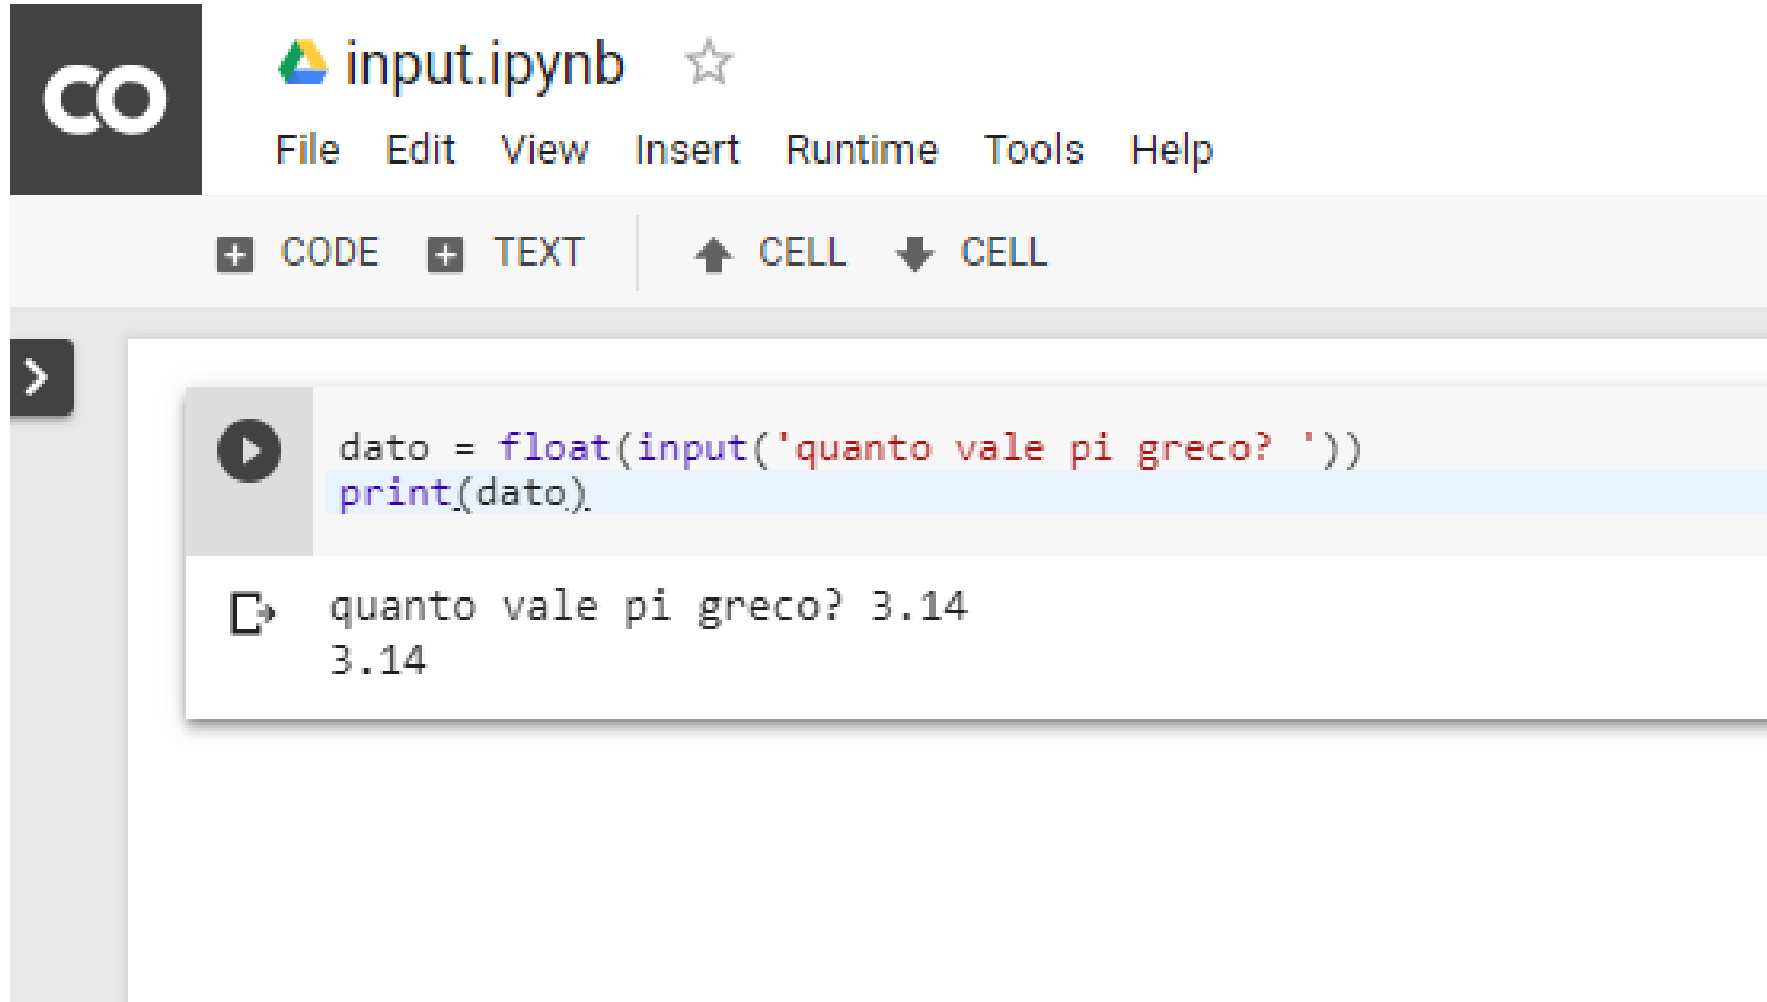 CO
input.ipynb
File Edit View Insert Runtime Tools Help
CODE TEXT CELL CELL
dato = float(input('quanto vale pi greco? '))
print(dato)
quanto vale pi greco? 3.14
3.14